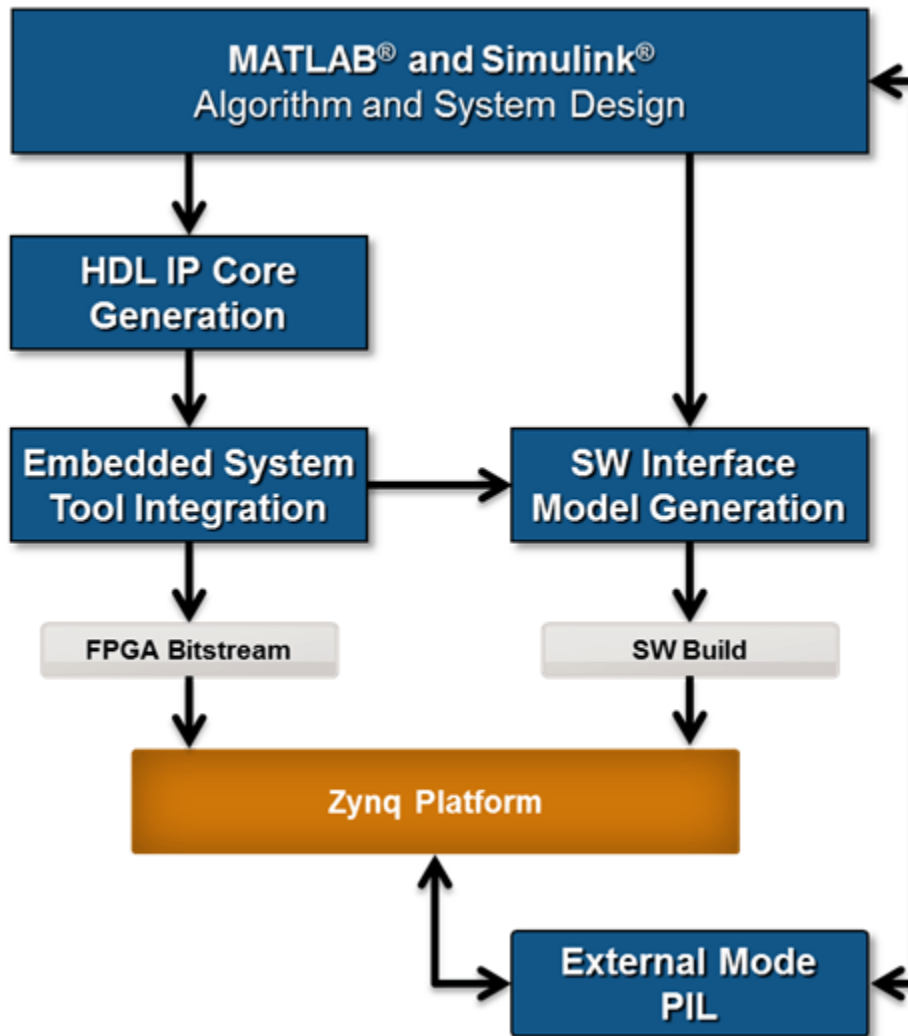 MATLAB® and Simulink®
Algorithm and System Design
HDL IP Core
Generation
Embedded System
Tool Integration
SW Interface
Model Generation
FPGA Bitstream
SW Build
Zynq Platform
External Mode
PIL